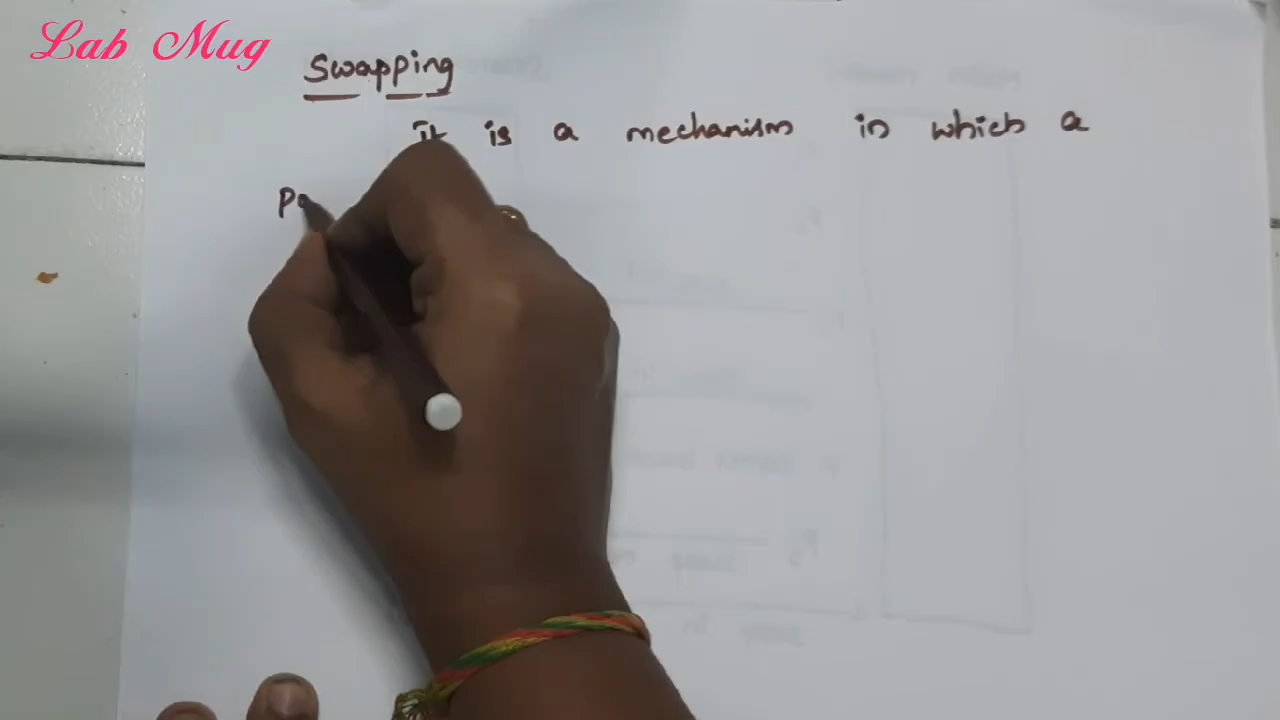 Lab Mug
Swapping
it is a mechanism in which a